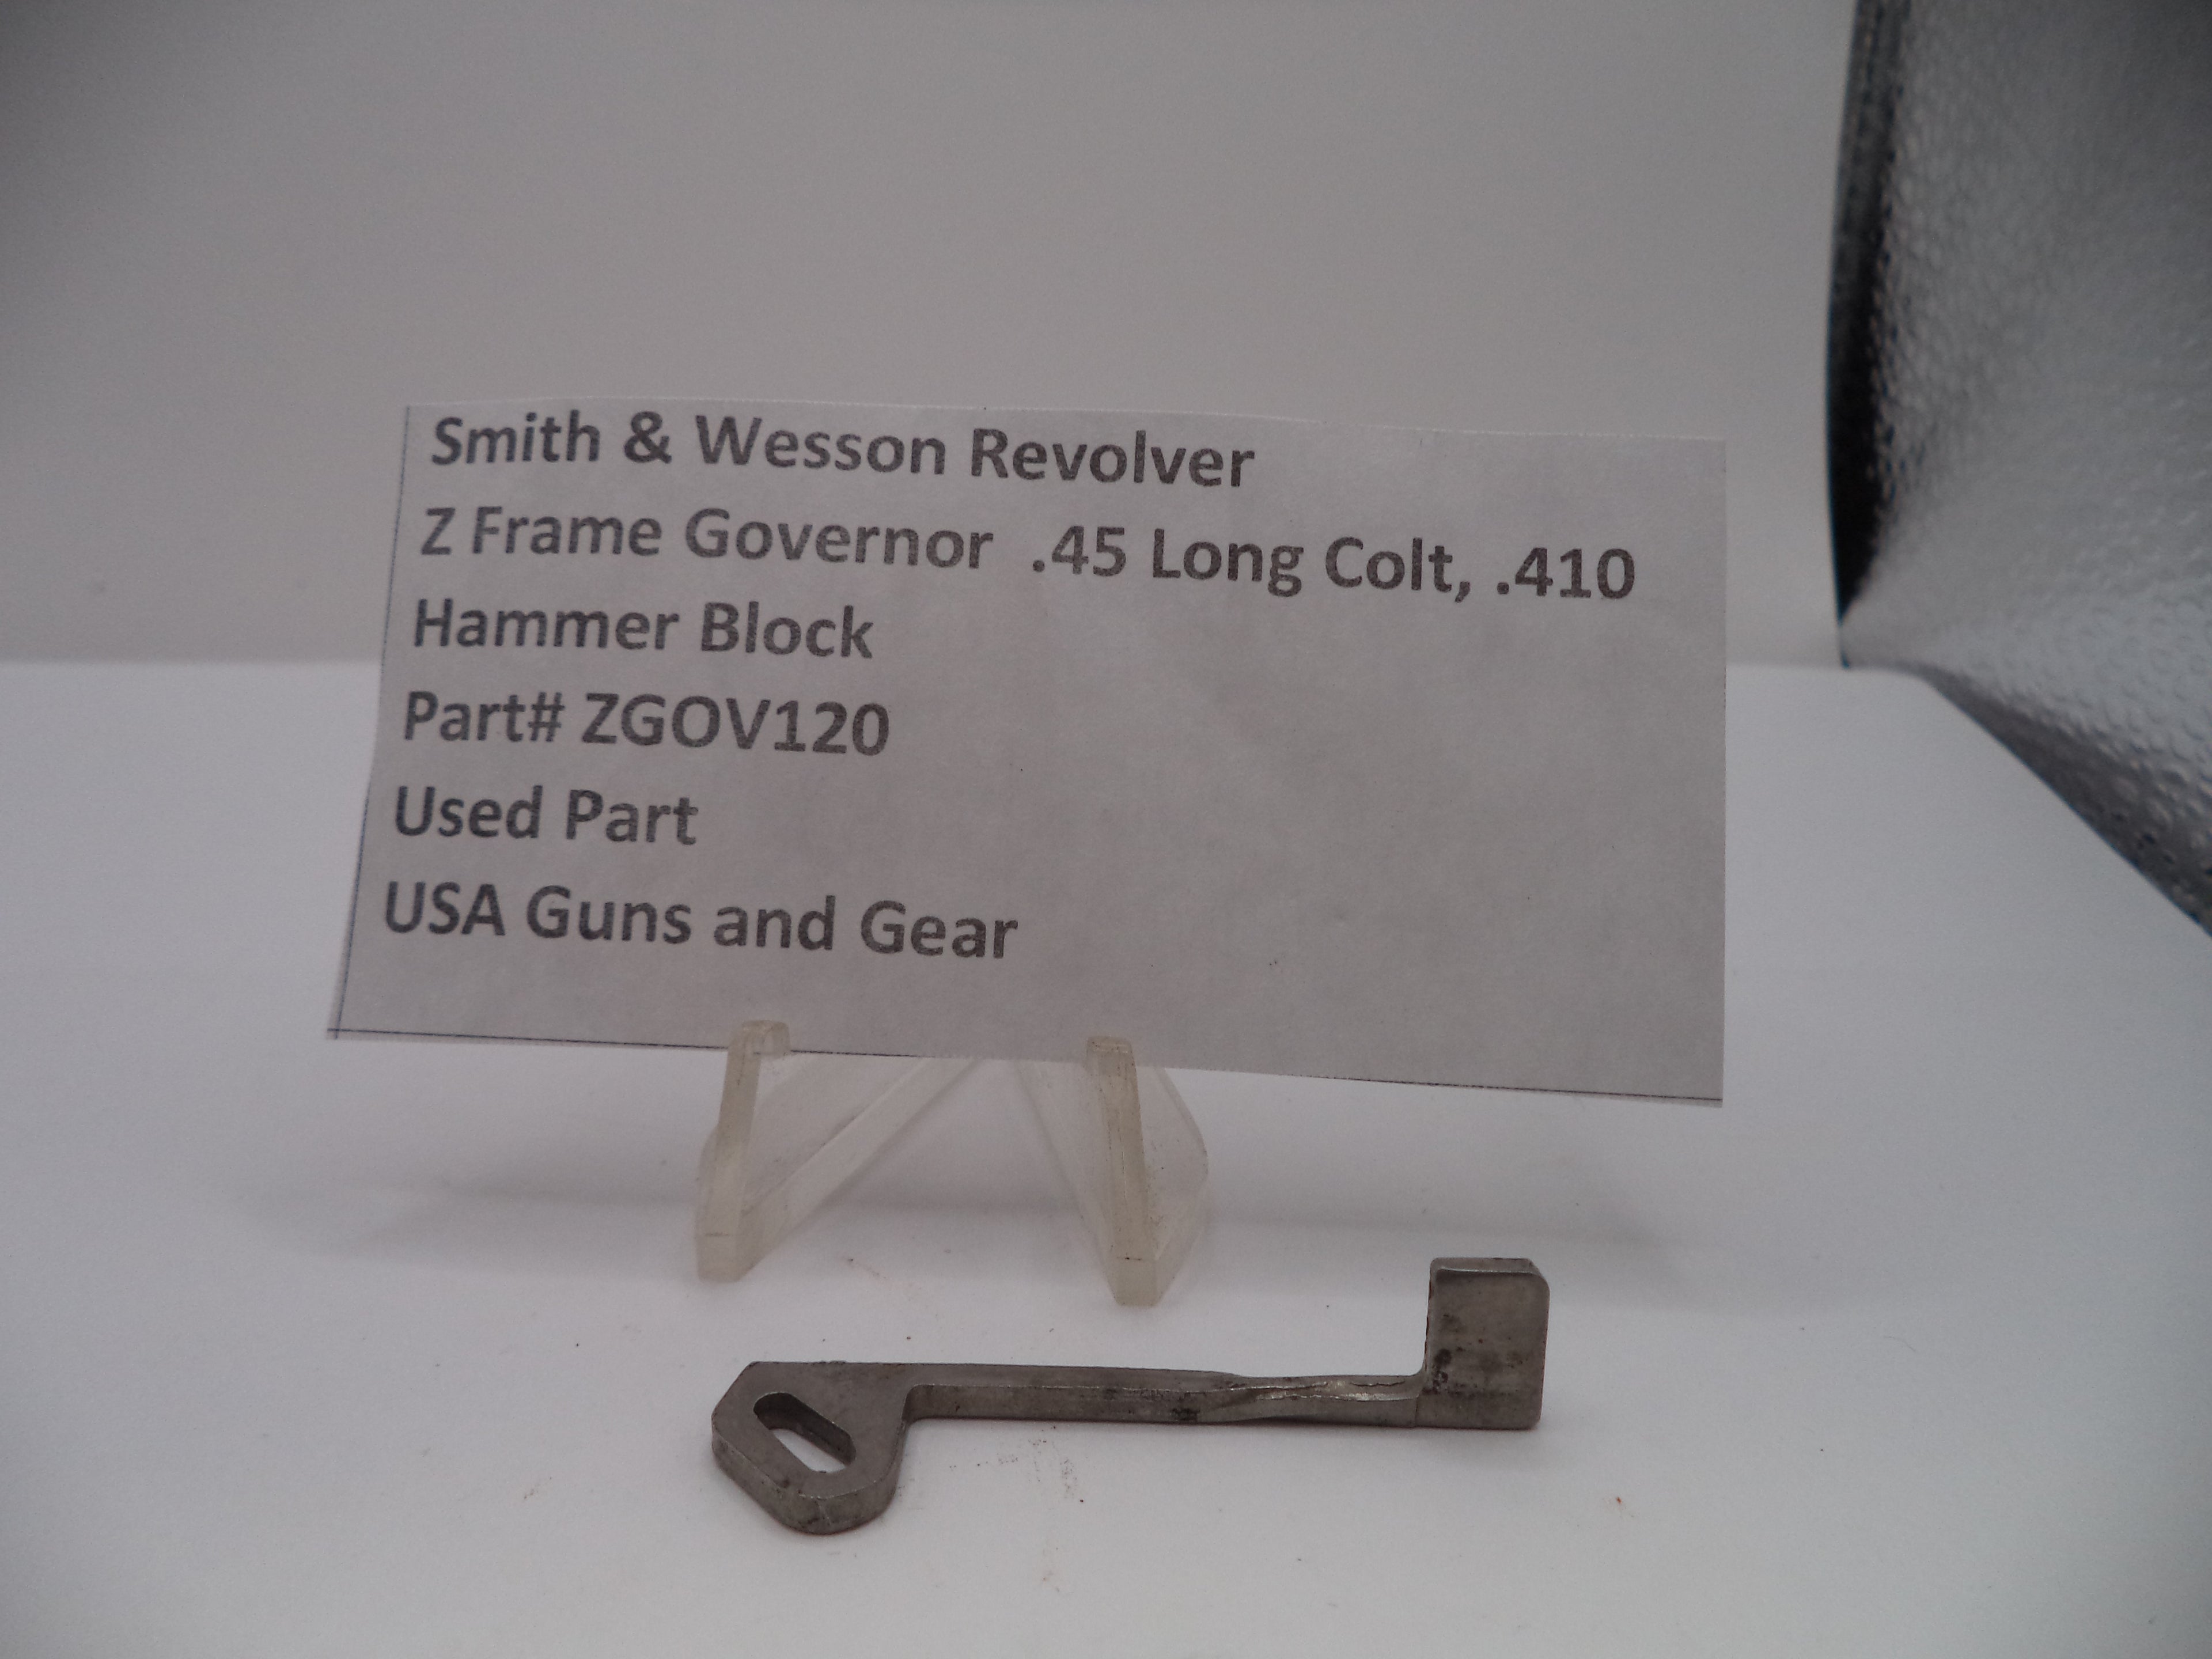 Smith & Wesson Revolver
Z Frame Governor .45 Long Colt, .410
Hammer Block
Part# ZGOV120
Used Part
USA Guns and Gear